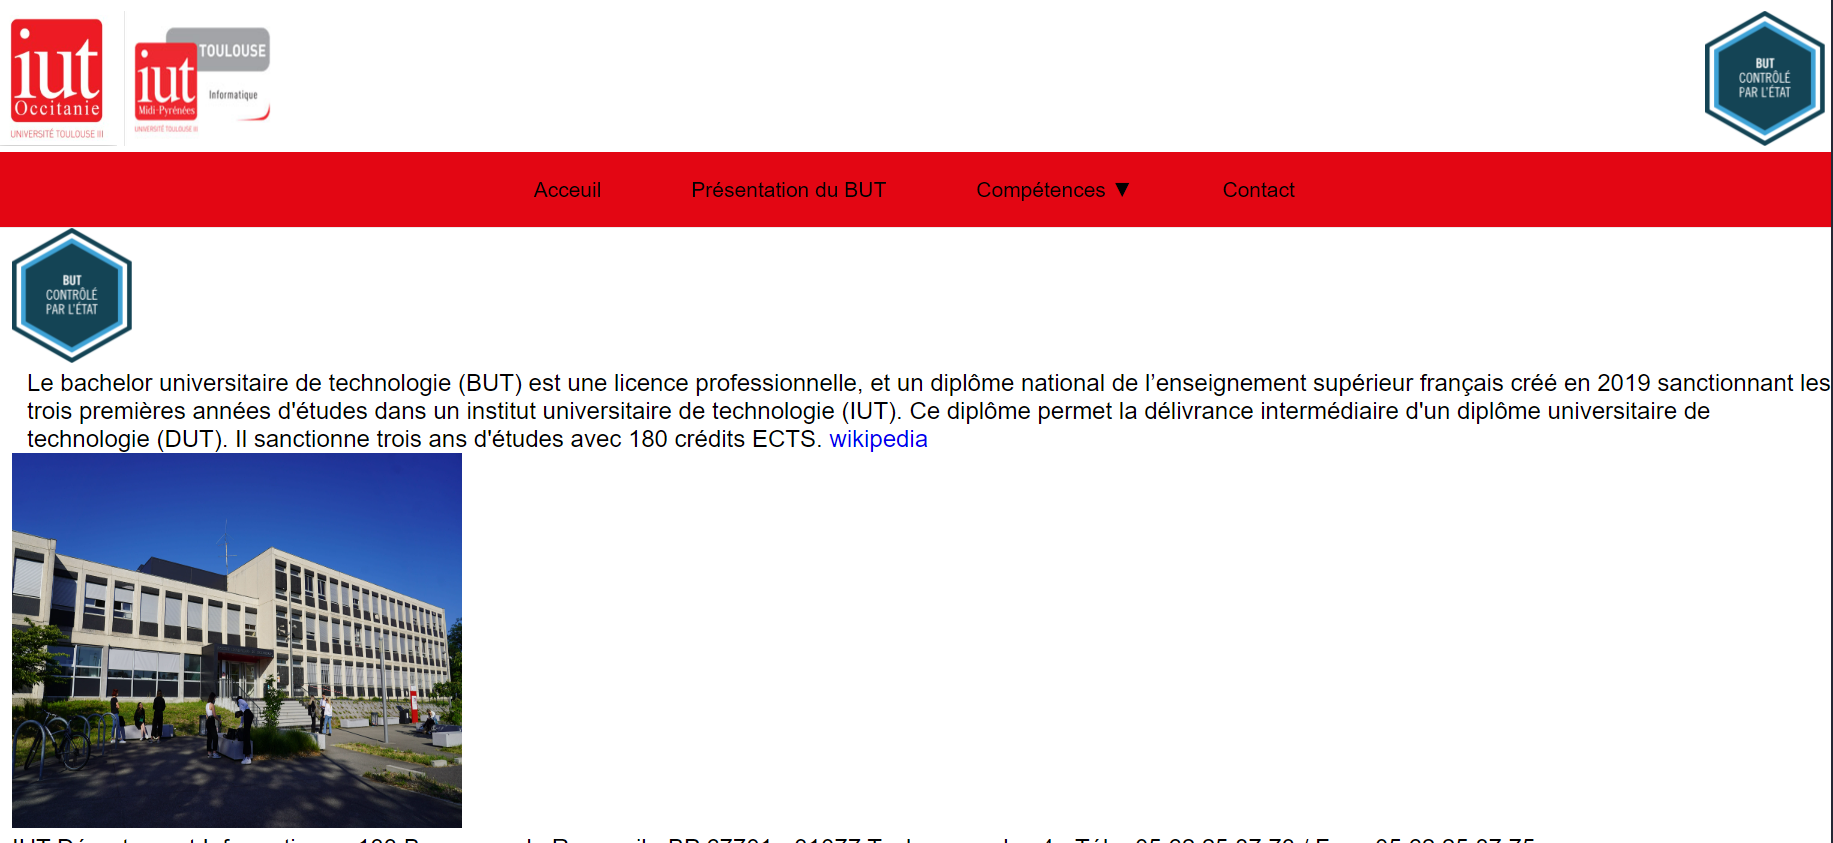 iut
Occitanie
UNIVERSITÉ TOULOUSE III
TOULOUSE
iut
Midi-Pyrénées
Informatique
UNIVERSITÉ TOULOUSE III
BUT
CONTRÔLÉ
PAR L'ÉTAT
Acceuil Présentation du BUT Compétences ▼ Contact
BUT
CONTRÔLÉ
PAR L'ÉTAT
Le bachelor universitaire de technologie (BUT) est une licence professionnelle, et un diplôme national de l’enseignement supérieur français créé en 2019 sanctionnant les
trois premières années d'études dans un institut universitaire de technologie (IUT). Ce diplôme permet la délivrance intermédiaire d'un diplôme universitaire de
technologie (DUT). Il sanctionne trois ans d'études avec 180 crédits ECTS. wikipedia
IUT Département Informatique